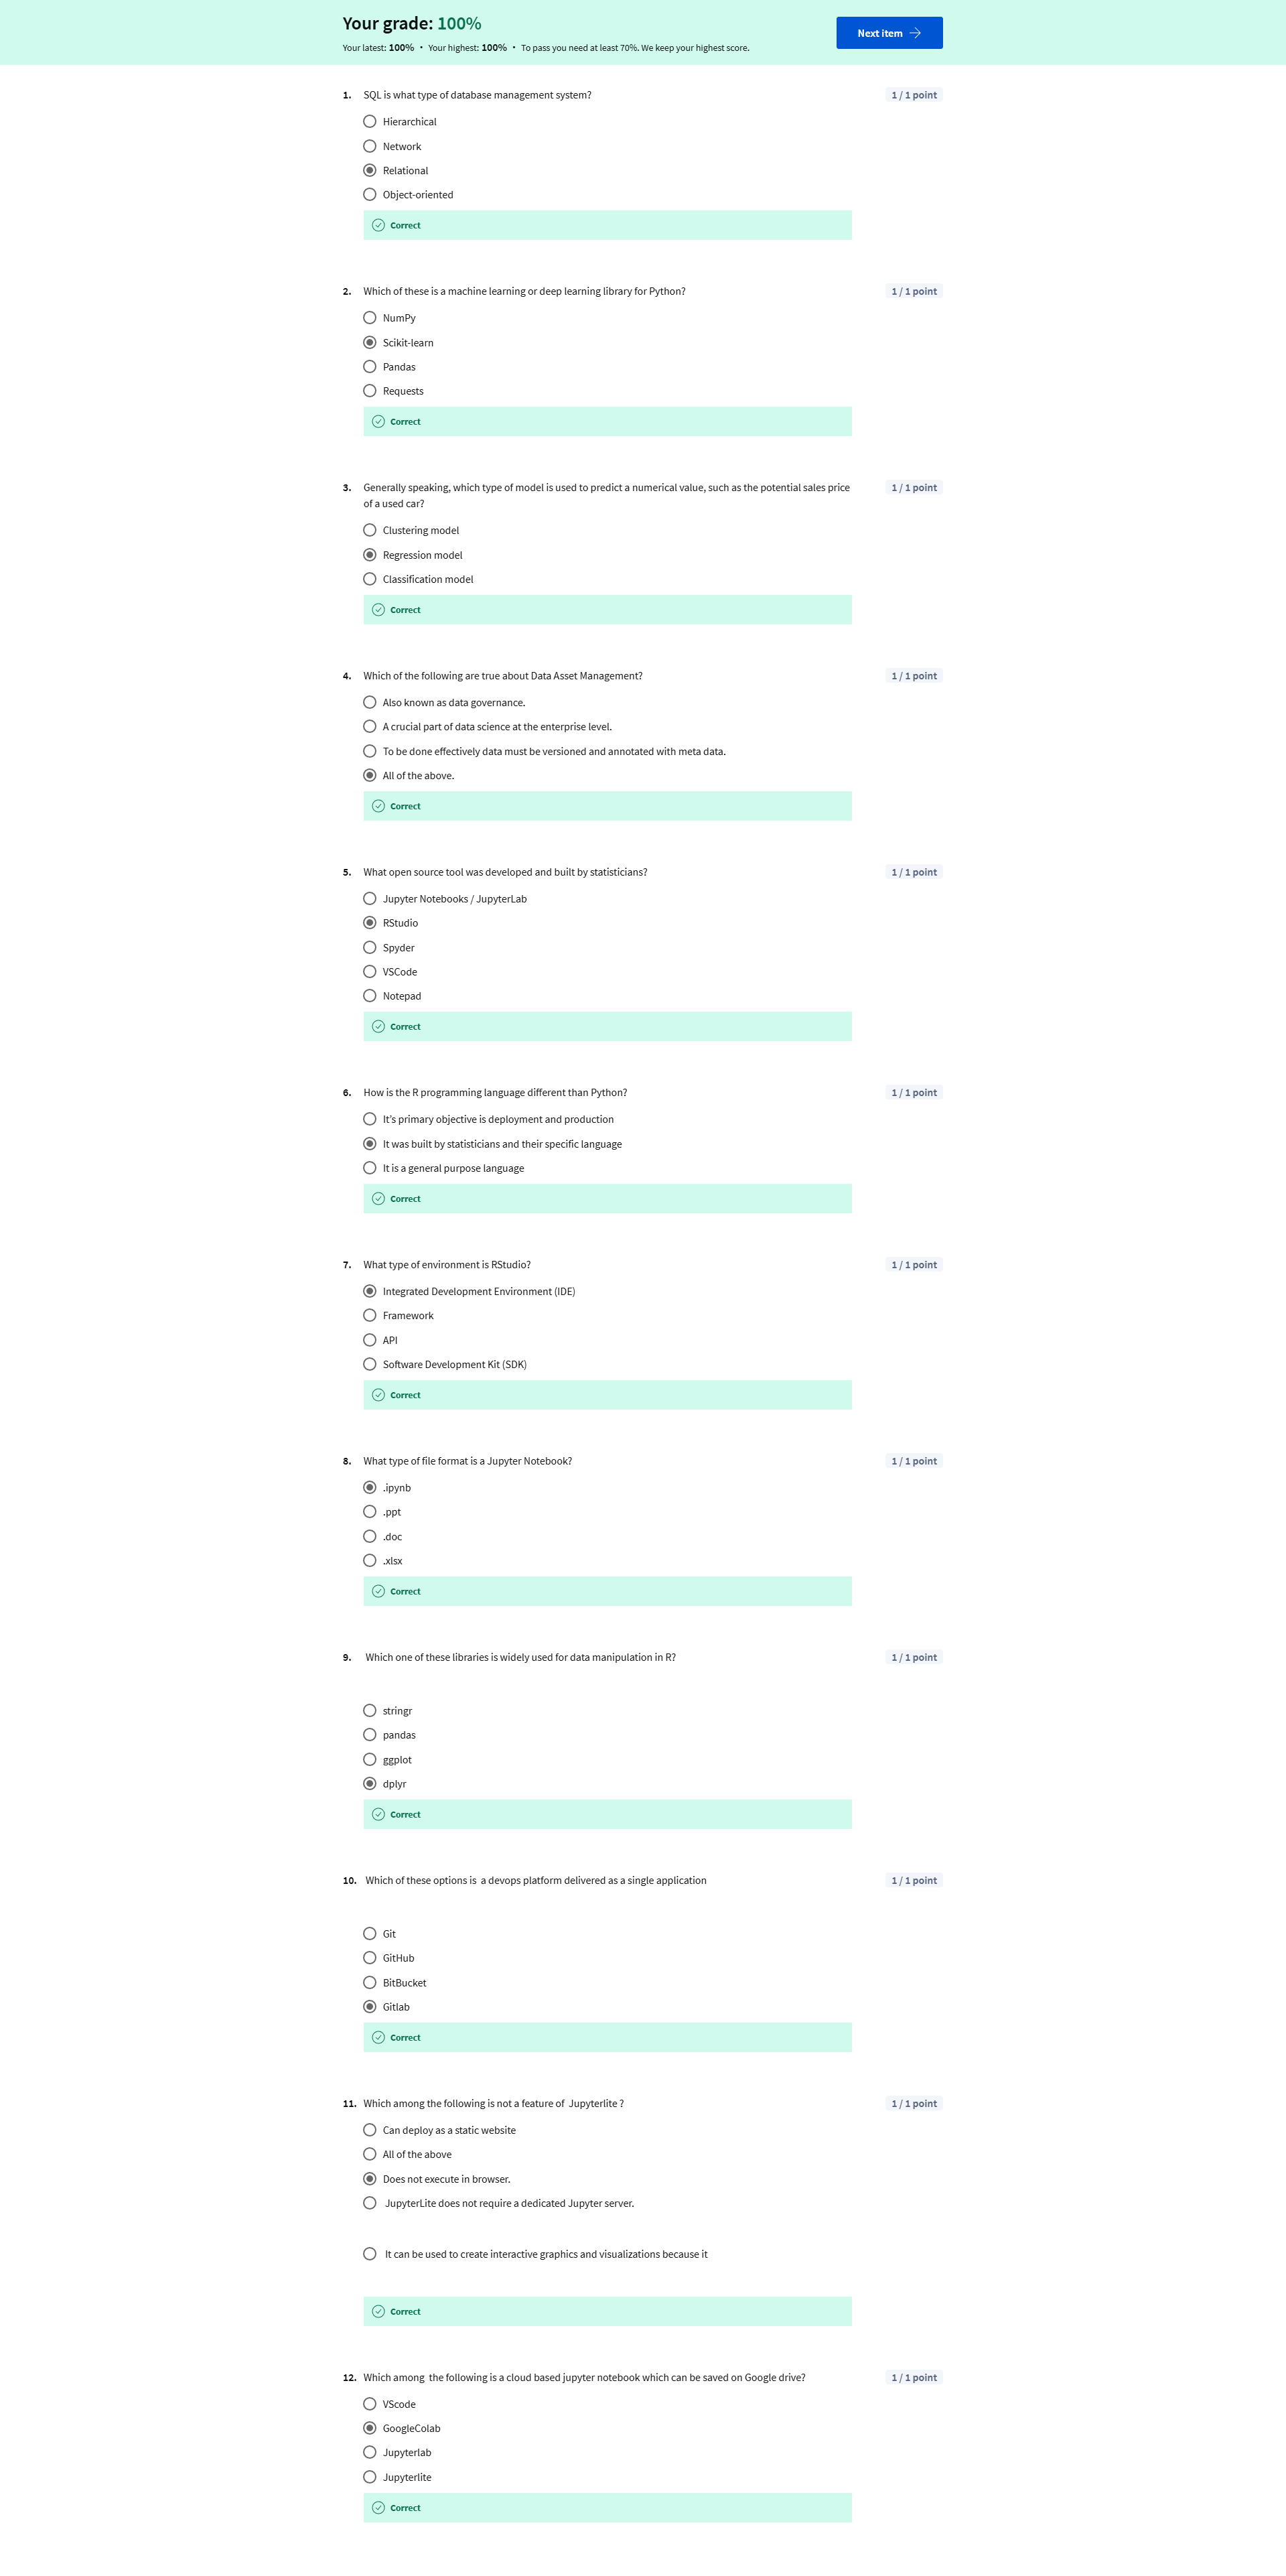 Your grade: 100%
Your latest: 100% • Your highest: 100% • To pass you need at least 70%. We keep your highest score.
Next item
1. SQL is what type of database management system? 1 / 1 point
Hierarchical
Network
Relational
Object-oriented
Correct
2. Which of these is a machine learning or deep learning library for Python? 1 / 1 point
NumPy
Scikit-learn
Pandas
Requests
Correct
3. Generally speaking, which type of model is used to predict a numerical value, such as the potential sales price 1 / 1 point
of a used car?
Clustering model
Regression model
Classification model
Correct
4. Which of the following are true about Data Asset Management? 1 / 1 point
Also known as data governance.
A crucial part of data science at the enterprise level.
To be done effectively data must be versioned and annotated with meta data.
All of the above.
Correct
5. What open source tool was developed and built by statisticians? 1 / 1 point
Jupyter Notebooks / JupyterLab
RStudio
Spyder
VSCode
Notepad
Correct
6. How is the R programming language different than Python? 1 / 1 point
It's primary objective is deployment and production
It was built by statisticians and their specific language
It is a general purpose language
Correct
7. What type of environment is RStudio? 1 / 1 point
Integrated Development Environment (IDE)
Framework
API
Software Development Kit (SDK)
Correct
8. What type of file format is a Jupyter Notebook? 1 / 1 point
.ipynb
.ppt
.doc
.xlsx
Correct
9. Which one of these libraries is widely used for data manipulation in R? 1 / 1 point
stringr
pandas
ggplot
dplyr
Correct
10. Which of these options is a devops platform delivered as a single application 1 / 1 point
Git
GitHub
BitBucket
Gitlab
Correct
11. Which among the following is not a feature of Jupyterlite ? 1 / 1 point
Can deploy as a static website
All of the above
Does not execute in browser.
JupyterLite does not require a dedicated Jupyter server.
It can be used to create interactive graphics and visualizations because it
Correct
12. Which among the following is a cloud based jupyter notebook which can be saved on Google drive? 1 / 1 point
VScode
GoogleColab
Jupyterlab
Jupyterlite
Correct